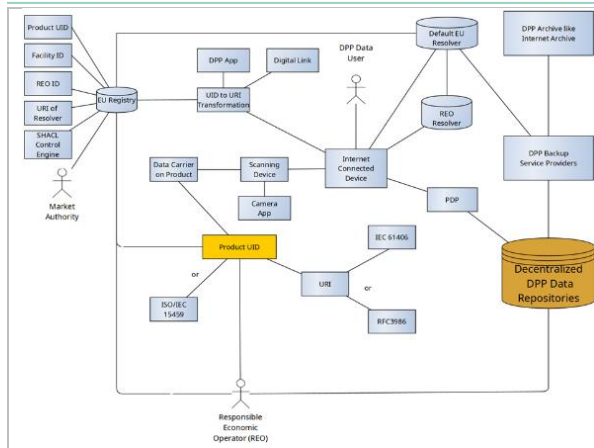 Product UID
Facility ID
REO ID
URI of
Resolver
SHACL
Control
Engine
Market
Authority
EU Registry
DPP App
Digital Link
UID to URI
Transformation
DPP Data
User
Default EU
Resolver
REO
Resolver
DPP Archive like
Internet Archive
DPP Backup
Service Providers
Data Carrier
on Product
Scanning
Device
Camera
App
Internet
Connected
Device
PDP
Product UID
or
ISO/IEC
15459
URI
IEC 61406
or
RFC3986
Decentralized
DPP Data
Repositories
Responsible
Economic
Operator (REO)